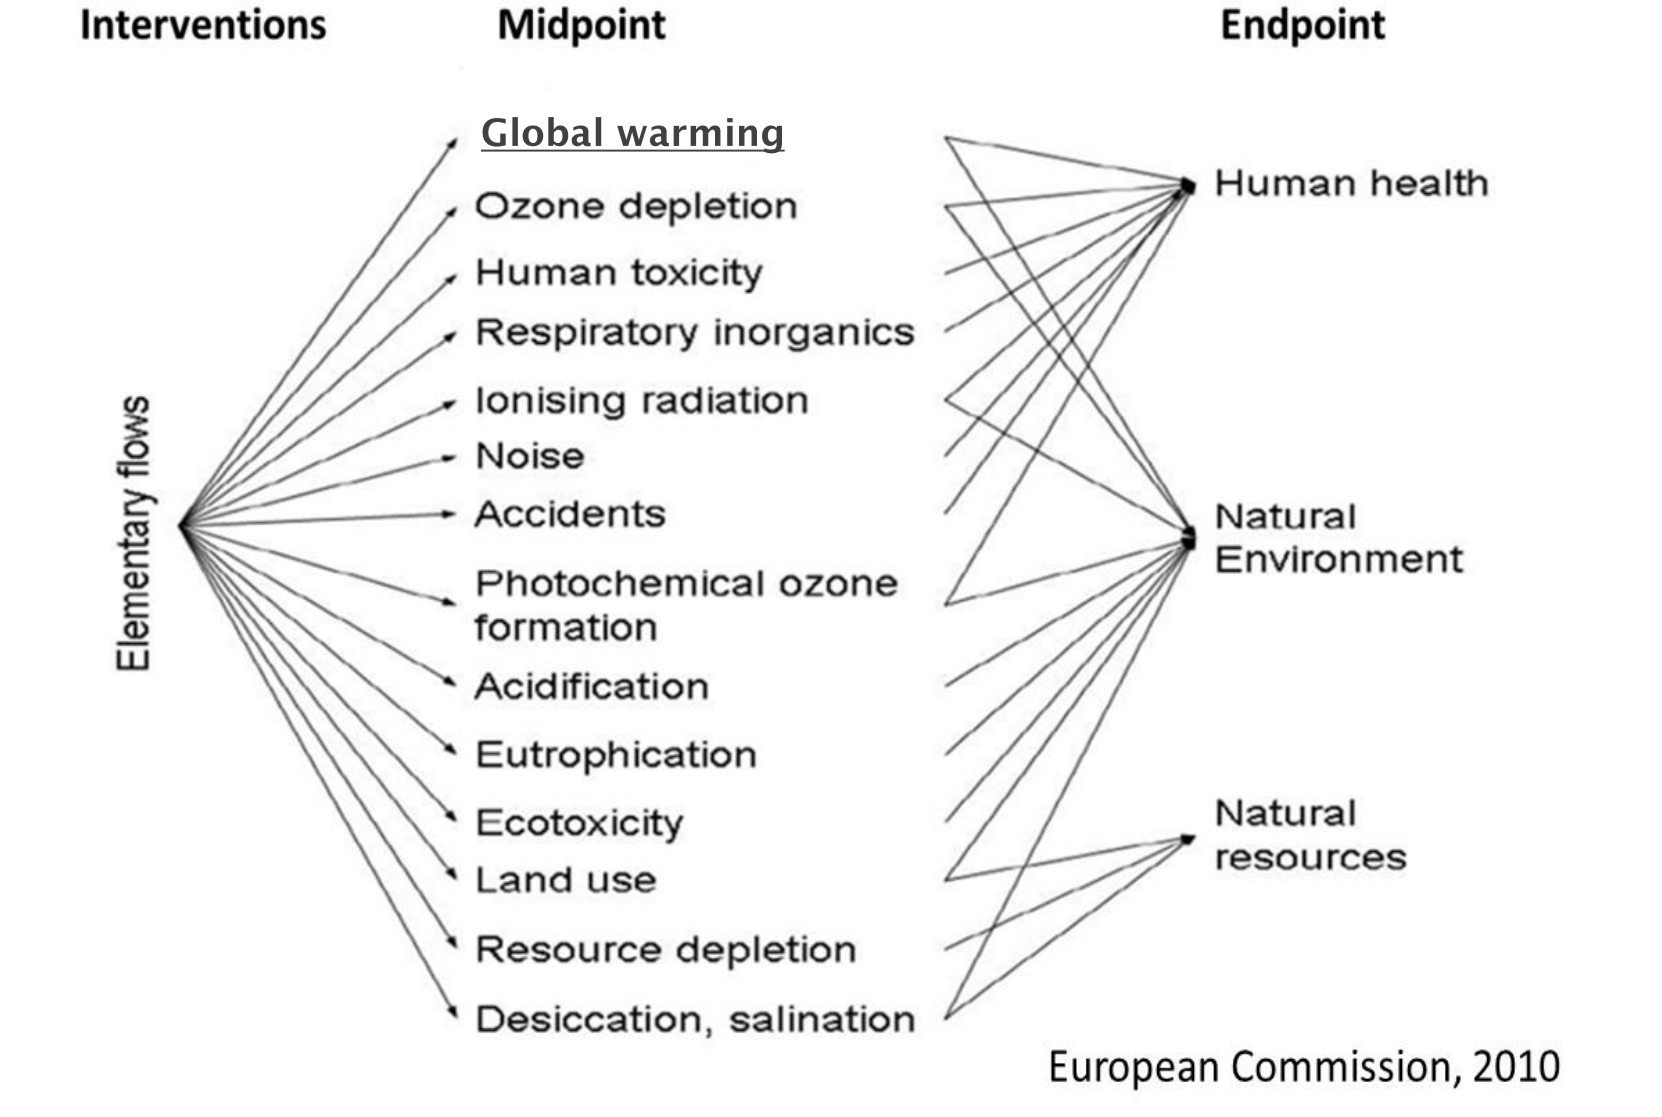 Interventions
Midpoint
Endpoint
Elementary flows
Global warming
Ozone depletion
Human toxicity
Respiratory inorganics
Ionising radiation
Noise
Accidents
Photochemical ozone
formation
Acidification
Eutrophication
Ecotoxicity
Land use
Resource depletion
Desiccation, salination
Human health
Natural
Environment
Natural
resources
European Commission, 2010